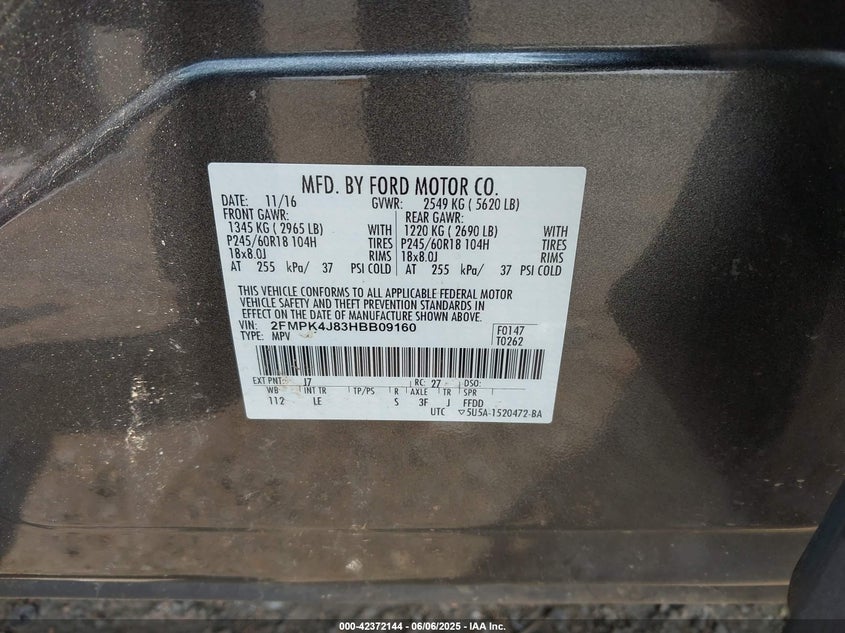 MFD. BY FORD MOTOR CO.
DATE: 11/16 GVWR: 2549 KG ( 5620 LB)
FRONT GAWR: REAR GAWR:
1345 KG ( 2965 LB) WITH 1220 KG ( 2690 LB) WITH
P245/60R18 104H TIRES P245/60R18 104H TIRES
18x8.0J RIMS 18x8.0J RIMS
AT 255 kPa/ 37 PSI COLD AT 255 kPa/ 37 PSI COLD
THIS VEHICLE CONFORMS TO ALL APPLICABLE FEDERAL MOTOR
VEHICLE SAFETY AND THEFT PREVENTION STANDARDS IN
EFFECT ON THE DATE OF MANUFACTURE SHOWN ABOVE.
VIN: 2FMPK4J83HBB09160 F0147
TYPE: MPV T0262
EXT PNT: J7 RC: 27 DSO:
WB INT TR TP/PS R AXLE TR SPR
112 LE S 3F J FFDD
UTC ▽5U5A-1520472-BA
000-42372144 - 06/06/2025 - IAA Inc.